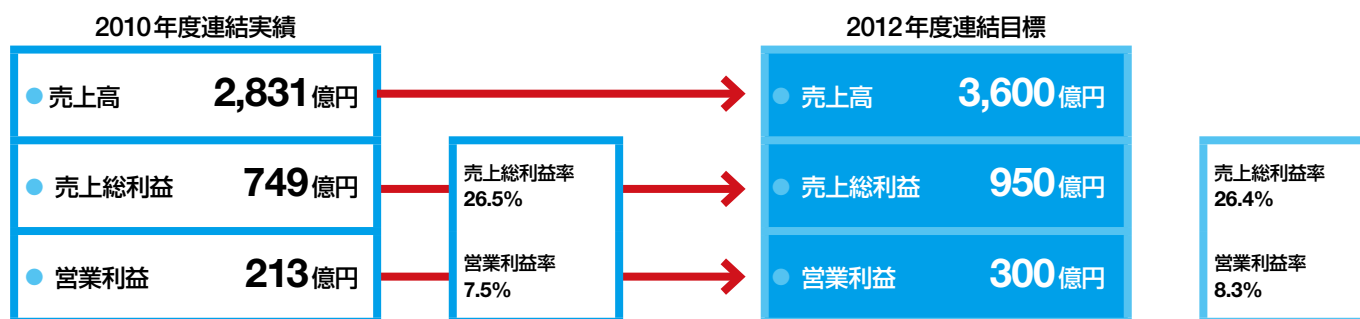 2010年度連結実績
2012年度連結目標
売上高 2,831億円
売上高 3,600億円
売上総利益 749億円
売上総利益率
26.5%
売上総利益 950億円
売上総利益率
26.4%
営業利益 213億円
営業利益率
7.5%
営業利益 300億円
営業利益率
8.3%